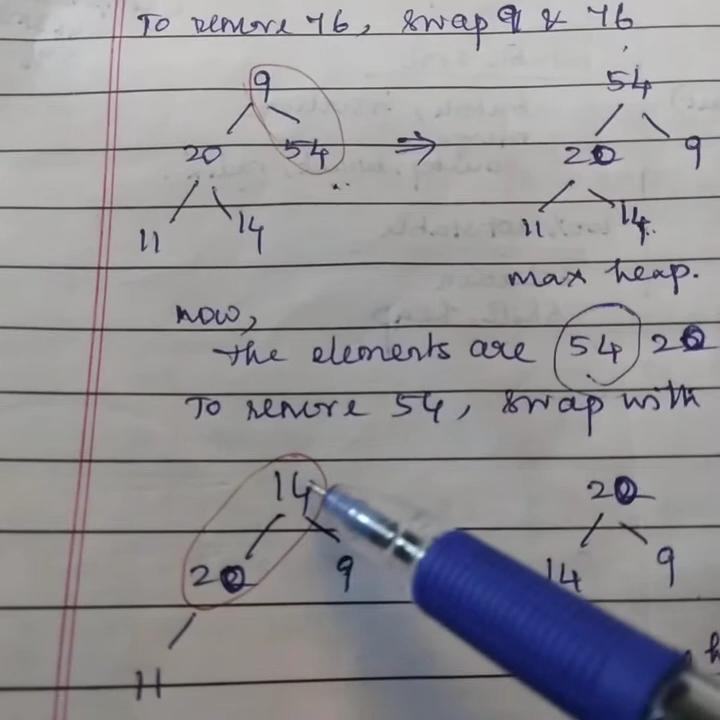 To remove 76, swap 9 & 76
9 54
20 54 ⇒ 20 9
11 14 11 14
max heap.
now,
the elements are 54 20
To remove 54, swap with
14 20
20 9 14 9
11